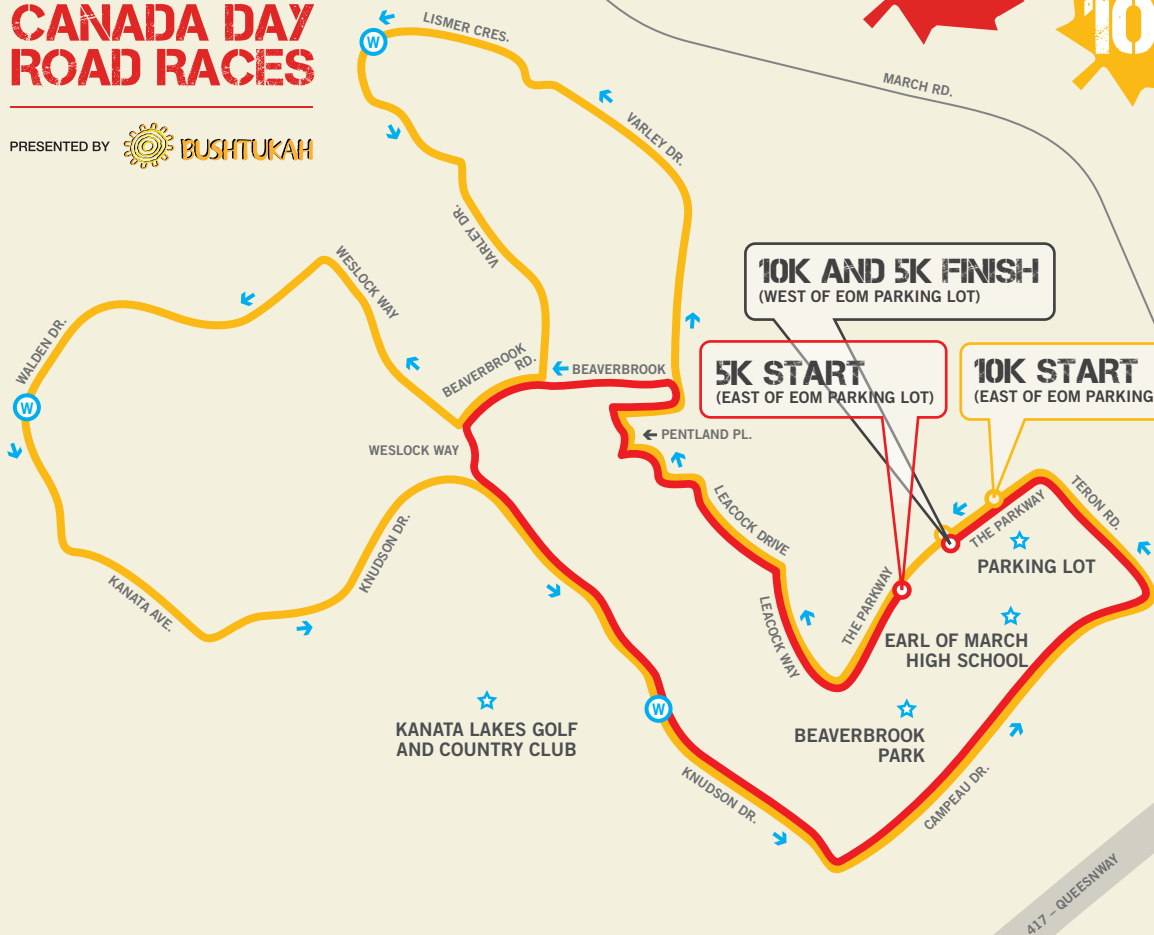 CANADA DAY
ROAD RACES
PRESENTED BY
BUSHTUKAH
10
W
LISMER CRES.
MARCH RD.
VARLEY DR.
VARLEY DR.
WESLOCK WAY
WALDEN DR.
W
10K AND 5K FINISH
(WEST OF EOM PARKING LOT)
5K START
(EAST OF EOM PARKING LOT)
10K START
(EAST OF EOM PARKING
BEAVERBROOK
RD.
BEAVERBROOK
WESLOCK WAY
PENTLAND PL.
LEACOCK DRIVE
LEACOCK WAY
THE PARKWAY
THE PARKWAY
TERON RD.
PARKING LOT
EARL OF MARCH
HIGH SCHOOL
KANATA AVE.
KNUDSON DR.
KANATA LAKES GOLF
AND COUNTRY CLUB
W
BEAVERBROOK
PARK
KNUDSON DR.
CAMPEAU DR.
417 – QUEESNWAY